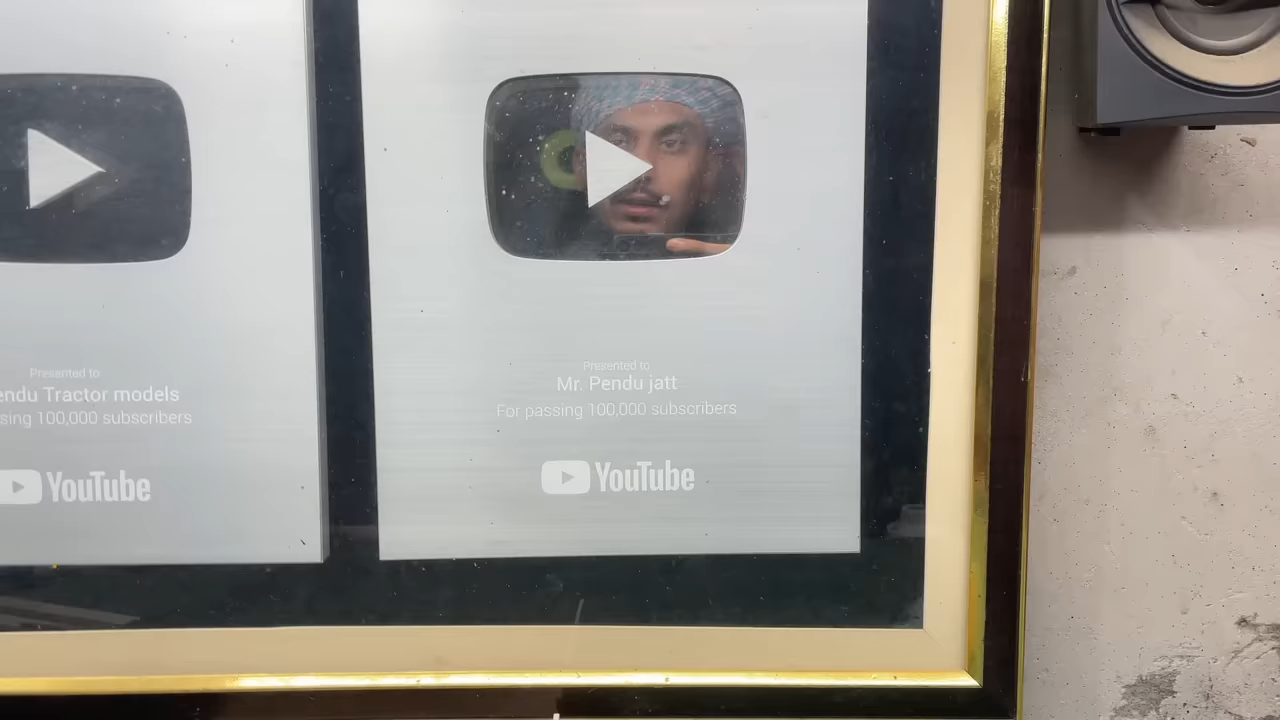 Presented to
endu Tractor models
sing 100,000 subscribers
YouTube
Presented to
Mr. Pendu jatt
For passing 100,000 subscribers
YouTube